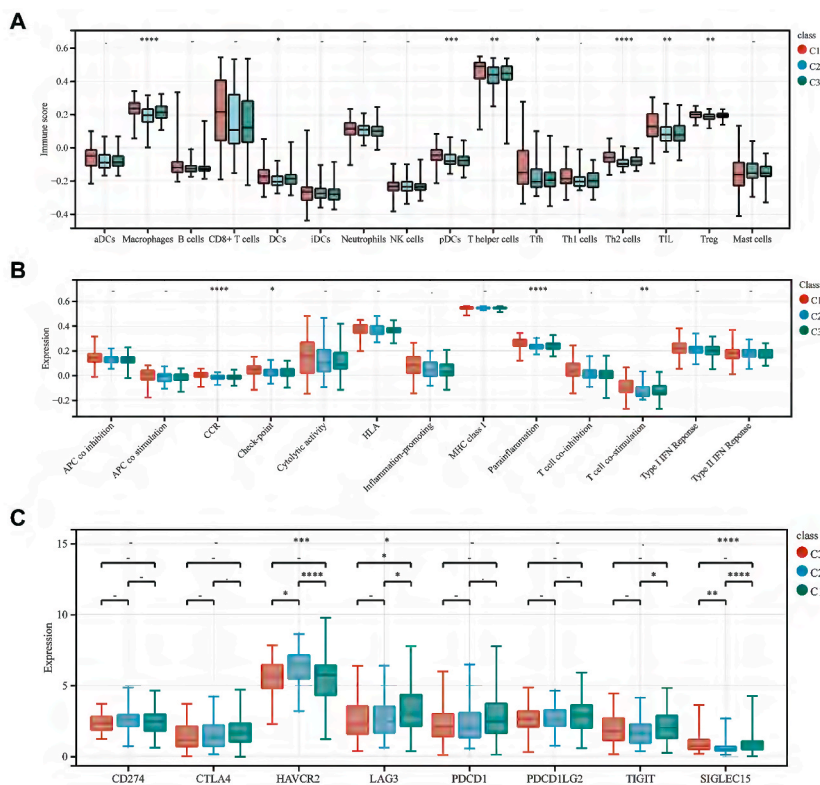 A
class
**** * *** ** * **** ** **
C1
C2
C3
Immune score
0.6
0.4
0.2
0.0
−0.2
−0.4
aDCs Macrophages B cells CD8+ T cells DCs iDCs Neutrophils NK cells pDCs T helper cells Tfh Th1 cells Th2 cells TIL Treg Mast cells
B
Class
**** * **** **
C1
C2
C3
Expression
0.6
0.4
0.2
0.0
−0.2
APC co inhibition APC co stimulation CCR Check-point Cytolytic activity HLA Inflammation-promoting MHC class I Parainflammation T cell co-inhibition T cell co-stimulation Type I IFN Reponse Type II IFN Reponse
C
class
- - *** * - - - ****
C3
C2
C1
- - - * - - - -
- - **** * - - * ****
- - * - - - - **
Expression
15
10
5
0
CD274 CTLA4 HAVCR2 LAG3 PDCD1 PDCD1LG2 TIGIT SIGLEC15